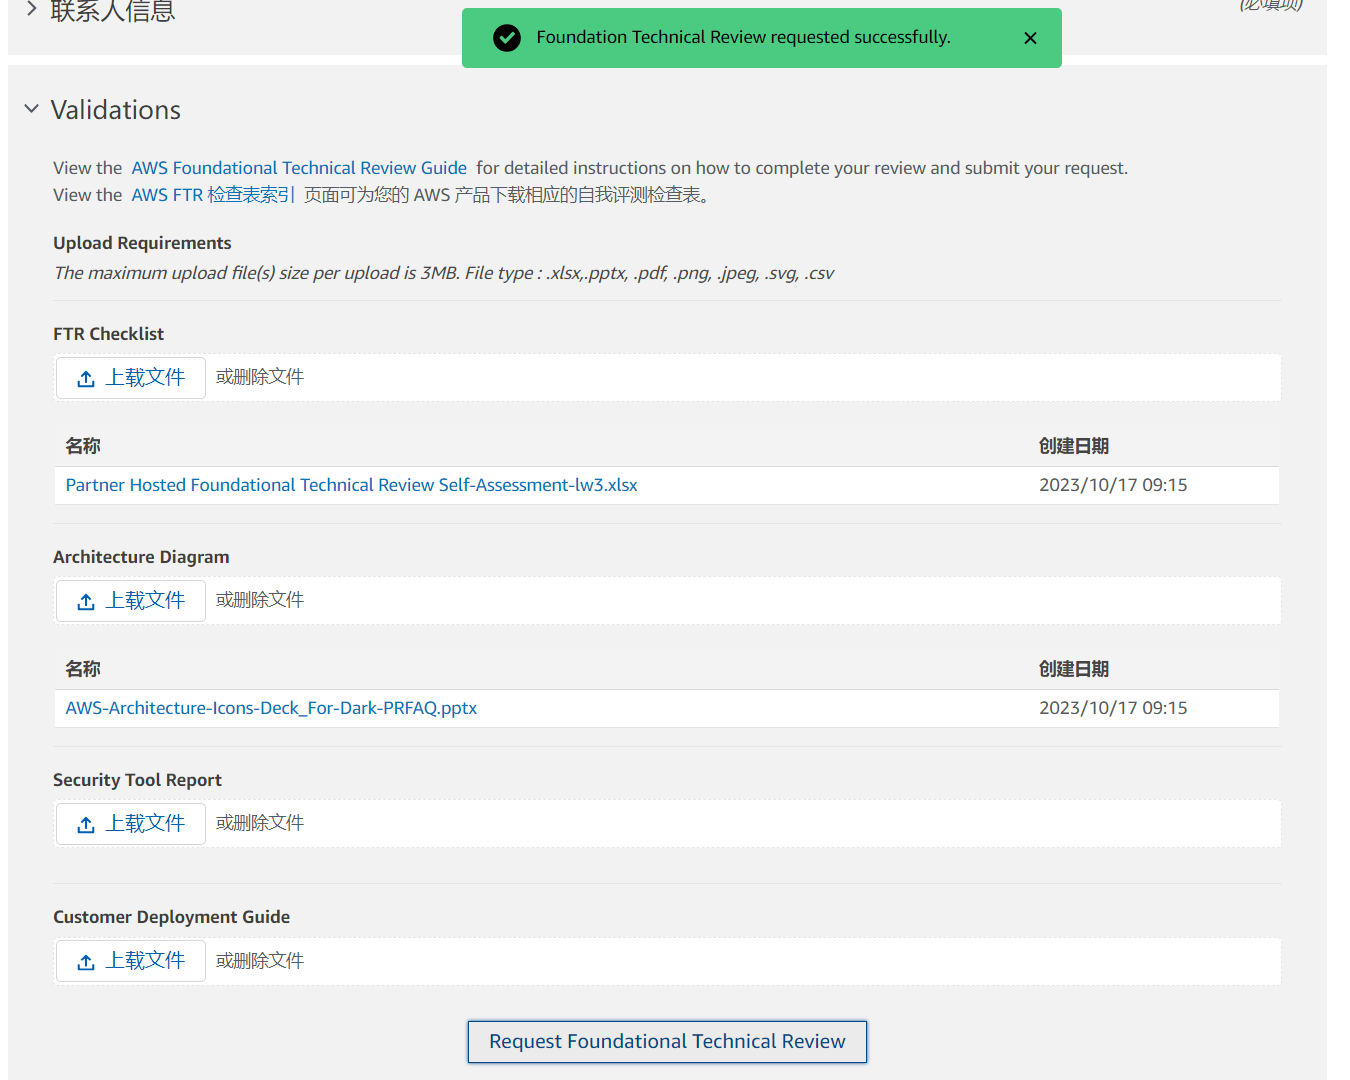 联系人信息
(必填项)
Foundation Technical Review requested successfully.
Validations
View the AWS Foundational Technical Review Guide for detailed instructions on how to complete your review and submit your request.
View the AWS FTR 检查表索引 页面可为您的 AWS 产品下载相应的自我评测检查表。
Upload Requirements
The maximum upload file(s) size per upload is 3MB. File type : .xlsx,.pptx, .pdf, .png, .jpeg, .svg, .csv
FTR Checklist
上载文件 或删除文件
名称 创建日期
Partner Hosted Foundational Technical Review Self-Assessment-lw3.xlsx 2023/10/17 09:15
Architecture Diagram
上载文件 或删除文件
名称 创建日期
AWS-Architecture-Icons-Deck_For-Dark-PRFAQ.pptx 2023/10/17 09:15
Security Tool Report
上载文件 或删除文件
Customer Deployment Guide
上载文件 或删除文件
Request Foundational Technical Review